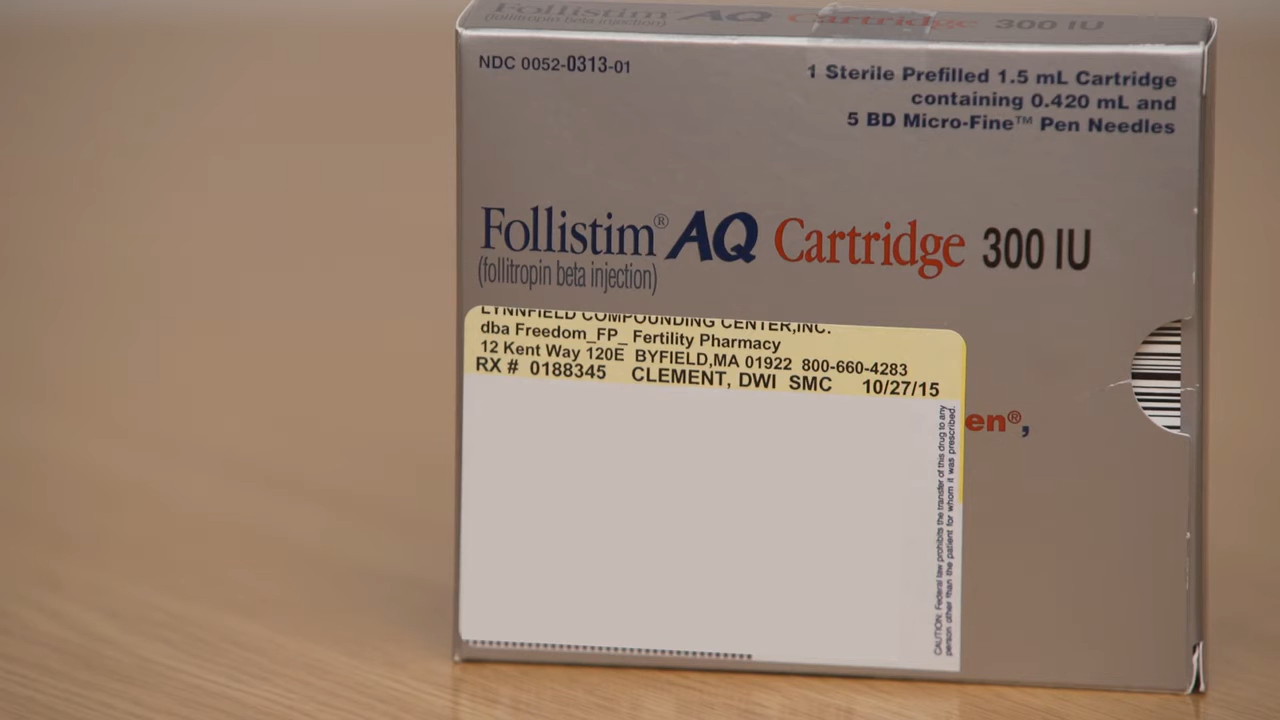 Follistim AQ Cartridge 300 IU
(follitropin beta injection)
NDC 0052-0313-01
1 Sterile Prefilled 1.5 mL Cartridge
containing 0.420 mL and
5 BD Micro-Fine™ Pen Needles
Follistim® AQ Cartridge 300 IU
(follitropin beta injection)
LYNNFIELD COMPOUNDING CENTER,INC.
dba Freedom_FP_ Fertility Pharmacy
12 Kent Way 120E BYFIELD,MA 01922 800-660-4283
RX # 0188345 CLEMENT, DWI SMC 10/27/15
en®,
CAUTION: Federal law prohibits the transfer of this drug to any
person other than the patient for whom it was prescribed.